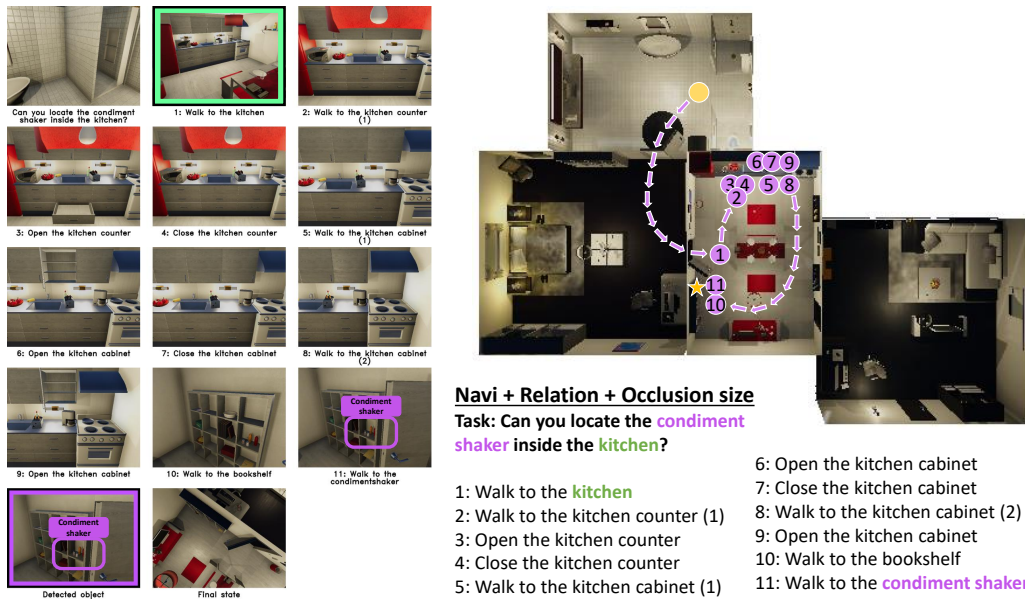 Can you locate the condiment
shaker inside the kitchen?
1: Walk to the kitchen
2: Walk to the kitchen counter
(1)
3: Open the kitchen counter
4: Close the kitchen counter
5: Walk to the kitchen cabinet
(1)
6: Open the kitchen cabinet
7: Close the kitchen cabinet
8: Walk to the kitchen cabinet
(2)
9: Open the kitchen cabinet
10: Walk to the bookshelf
Condiment
shaker
11: Walk to the
condimentshaker
Condiment
shaker
Detected object
Final state
6 7 9
3 4 5 8
2
1
11
10
Navi + Relation + Occlusion size
Task: Can you locate the condiment
shaker inside the kitchen?
1: Walk to the kitchen
2: Walk to the kitchen counter (1)
3: Open the kitchen counter
4: Close the kitchen counter
5: Walk to the kitchen cabinet (1)
6: Open the kitchen cabinet
7: Close the kitchen cabinet
8: Walk to the kitchen cabinet (2)
9: Open the kitchen cabinet
10: Walk to the bookshelf
11: Walk to the condiment shaker